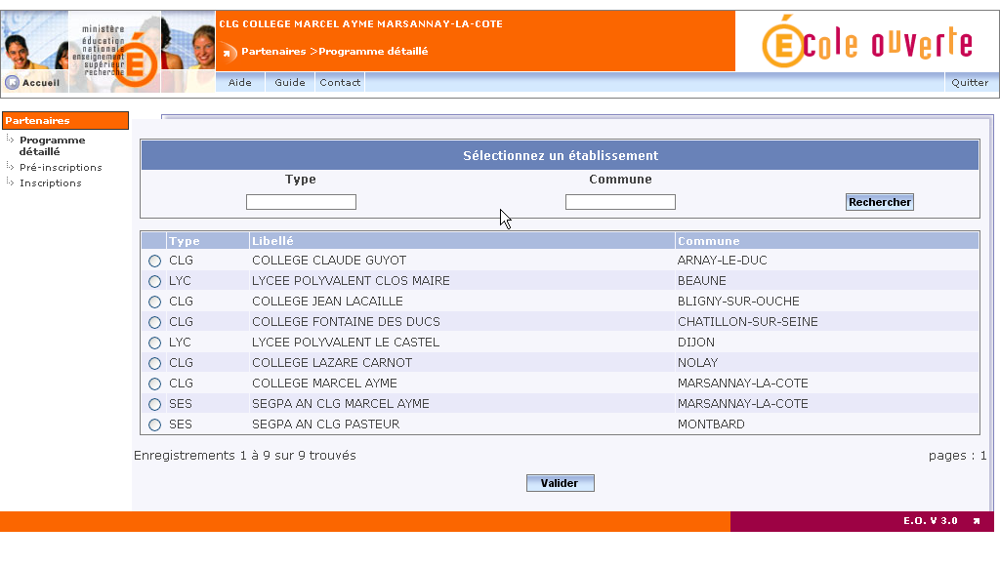 CLG COLLEGE MARCEL AYME MARSANNAY-LA-COTE
ministère
éducation
nationale
enseignement
supérieur
recherche
Partenaires >Programme détaillé
École ouverte
Accueil
Aide Guide Contact Quitter
Partenaires
Programme
détaillé
Pré-inscriptions
Inscriptions
Sélectionnez un établissement
Type Commune
Rechercher
Type Libellé Commune
CLG COLLEGE CLAUDE GUYOT ARNAY-LE-DUC
LYC LYCEE POLYVALENT CLOS MAIRE BEAUNE
CLG COLLEGE JEAN LACAILLE BLIGNY-SUR-OUCHE
CLG COLLEGE FONTAINE DES DUCS CHATILLON-SUR-SEINE
LYC LYCEE POLYVALENT LE CASTEL DIJON
CLG COLLEGE LAZARE CARNOT NOLAY
CLG COLLEGE MARCEL AYME MARSANNAY-LA-COTE
SES SEGPA AN CLG MARCEL AYME MARSANNAY-LA-COTE
SES SEGPA AN CLG PASTEUR MONTBARD
Enregistrements 1 à 9 sur 9 trouvés pages : 1
Valider
E.O. V 3.0